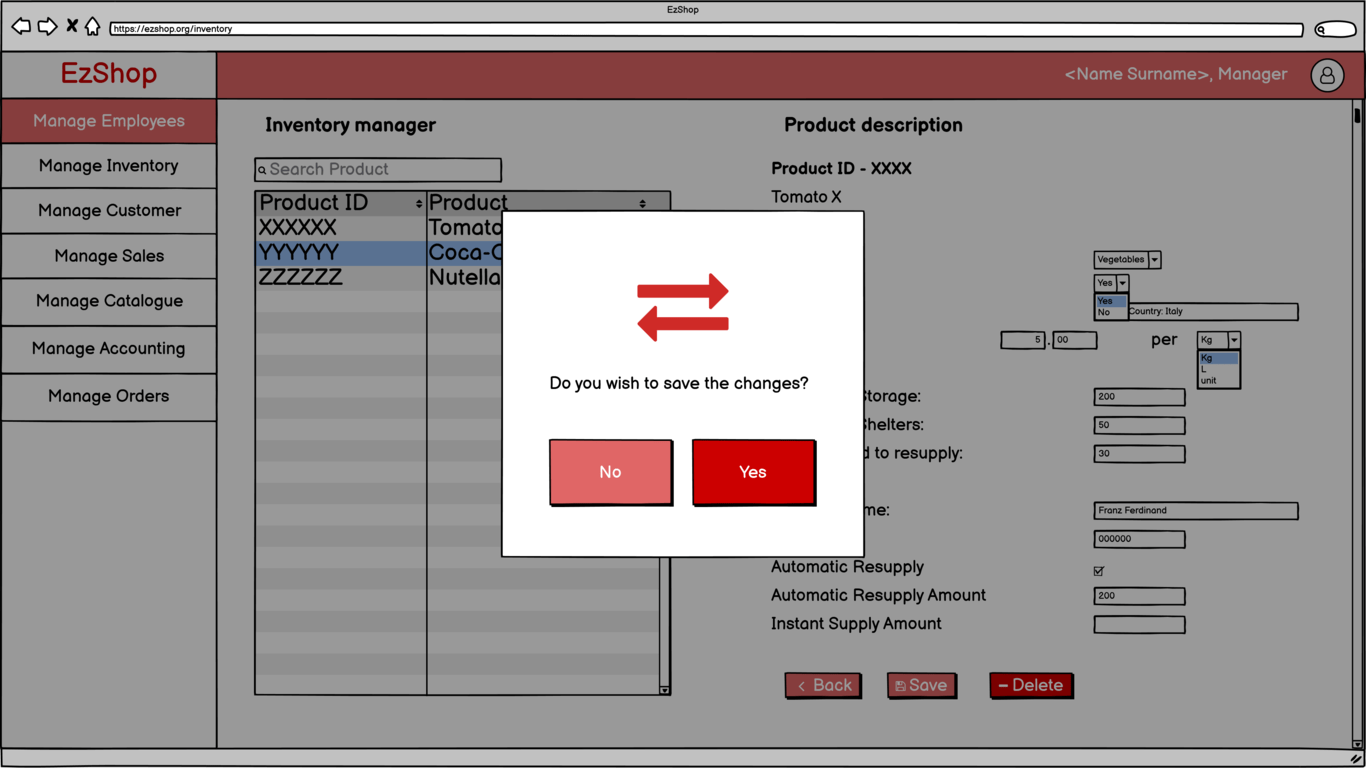 EzShop
https://ezshop.org/inventory
EzShop
<Name Surname>, Manager
Manage Employees
Manage Inventory
Manage Customer
Manage Sales
Manage Catalogue
Manage Accounting
Manage Orders
Inventory manager
Search Product
Product ID Product
XXXXXX Tomato
YYYYYY Coca-C
ZZZZZZ Nutella
Product description
Product ID - XXXX
Tomato X
Vegetables
Yes
Yes
No
Country: Italy
5 . 00 per Kg
Kg
L
unit
Storage: 200
Shelters: 50
d to resupply: 30
me: Franz Ferdinand
000000
Automatic Resupply
Automatic Resupply Amount 200
Instant Supply Amount
< Back Save Delete
Do you wish to save the changes?
No Yes